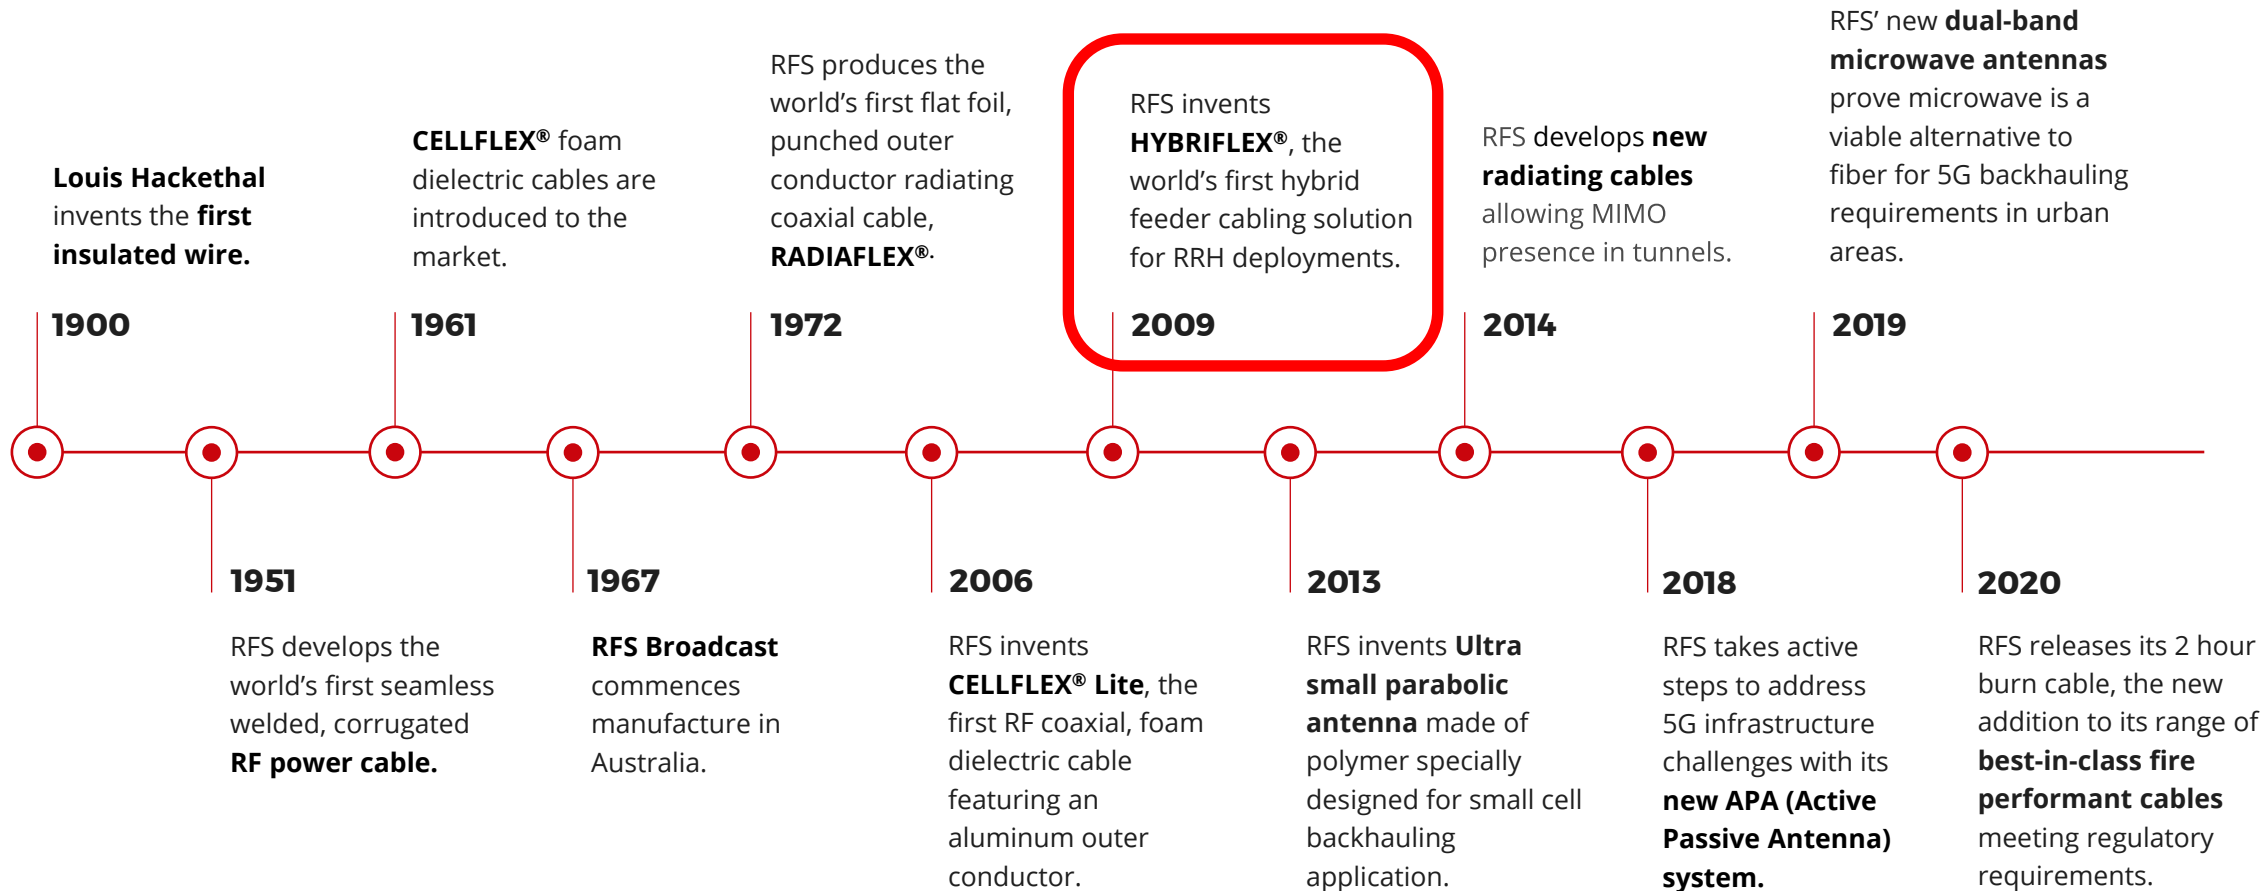 Louis Hackethal
invents the first
insulated wire.
1900
1951
RFS develops the
world's first seamless
welded, corrugated
RF power cable.
CELLFLEX® foam
dielectric cables are
introduced to the
market.
1961
1967
RFS Broadcast
commences
manufacture in
Australia.
RFS produces the
world's first flat foil,
punched outer
conductor radiating
coaxial cable,
RADIAFLEX®.
1972
2006
RFS invents
CELLFLEX® Lite, the
first RF coaxial, foam
dielectric cable
featuring an
aluminum outer
conductor.
RFS invents
HYBRIFLEX®, the
world's first hybrid
feeder cabling solution
for RRH deployments.
2009
2013
RFS invents Ultra
small parabolic
antenna made of
polymer specially
designed for small cell
backhauling
application.
RFS develops new
radiating cables
allowing MIMO
presence in tunnels.
2014
2018
RFS takes active
steps to address
5G infrastructure
challenges with its
new APA (Active
Passive Antenna)
system.
RFS' new dual-band
microwave antennas
prove microwave is a
viable alternative to
fiber for 5G backhauling
requirements in urban
areas.
2019
2020
RFS releases its 2 hour
burn cable, the new
addition to its range of
best-in-class fire
performant cables
meeting regulatory
requirements.